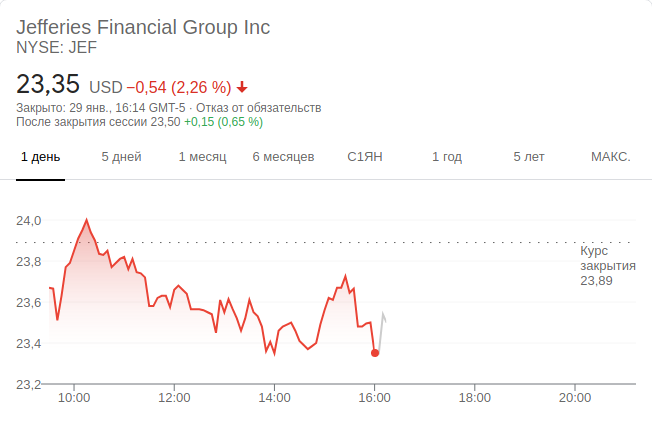 Jefferies Financial Group Inc
NYSE: JEF
23,35 USD −0,54 (2,26 %)
Закрыто: 29 янв., 16:14 GMT-5 · Отказ от обязательств
После закрытия сессии 23,50 +0,15 (0,65 %)
1 день 5 дней 1 месяц 6 месяцев С1ЯН 1 год 5 лет МАКС.
24,0
Курс
закрытия
23,89
23,8
23,6
23,4
23,2
10:00 12:00 14:00 16:00 18:00 20:00